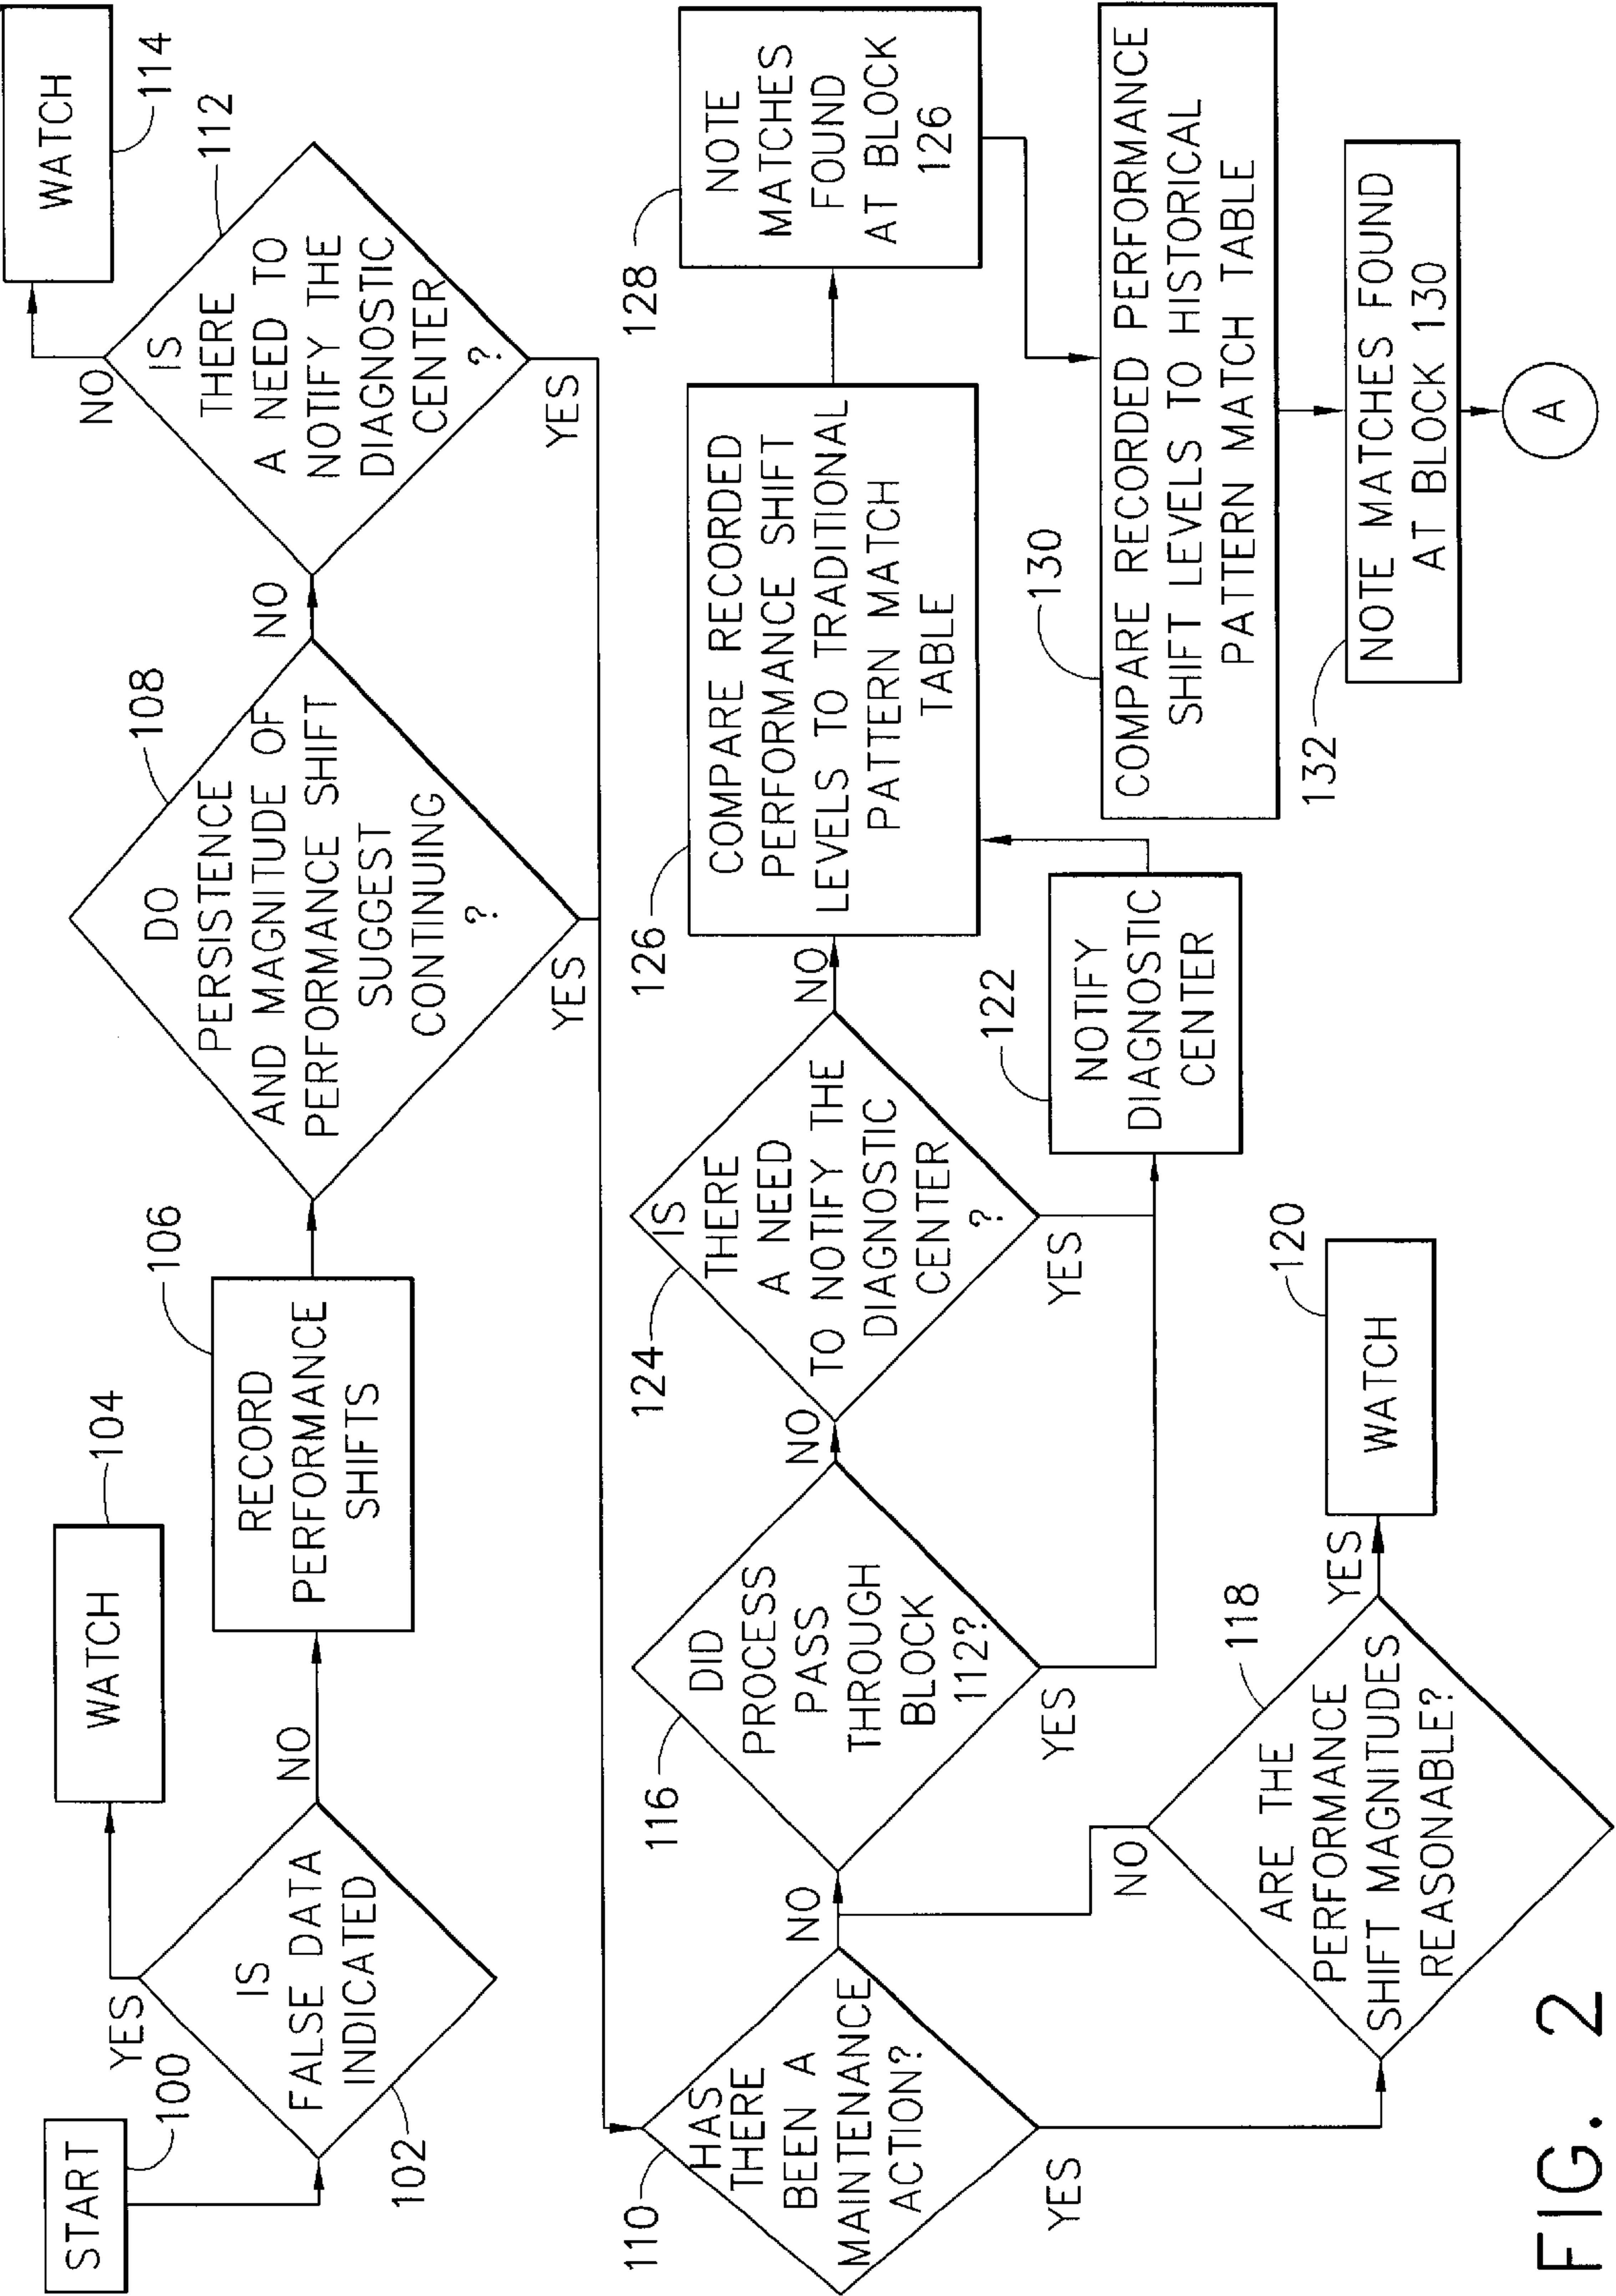 START
100
YES
IS
FALSE DATA
INDICATED
102
WATCH
104
NO
RECORD
PERFORMANCE
SHIFTS
106
DO
PERSISTENCE
AND MAGNITUDE OF
PERFORMANCE SHIFT
SUGGEST
CONTINUING
?
108
YES
NO
IS
THERE
A NEED TO
NOTIFY THE
DIAGNOSTIC
CENTER
?
112
NO
YES
WATCH
114
110
HAS
THERE
BEEN A
MAINTENANCE
ACTION?
YES
NO
116
DID
PROCESS
PASS
THROUGH
BLOCK
112?
YES
NO
124
IS
THERE
A NEED
TO NOTIFY THE
DIAGNOSTIC
CENTER
?
YES
NO
126
COMPARE RECORDED
PERFORMANCE SHIFT
LEVELS TO TRADITIONAL
PATTERN MATCH
TABLE
128
NOTE
MATCHES
FOUND
AT BLOCK
126
122
NOTIFY
DIAGNOSTIC
CENTER
NO
ARE THE
PERFORMANCE
SHIFT MAGNITUDES
REASONABLE?
118
YES
WATCH
120
130
COMPARE RECORDED PERFORMANCE
SHIFT LEVELS TO HISTORICAL
PATTERN MATCH TABLE
132
NOTE MATCHES FOUND
AT BLOCK 130
A
FIG. 2